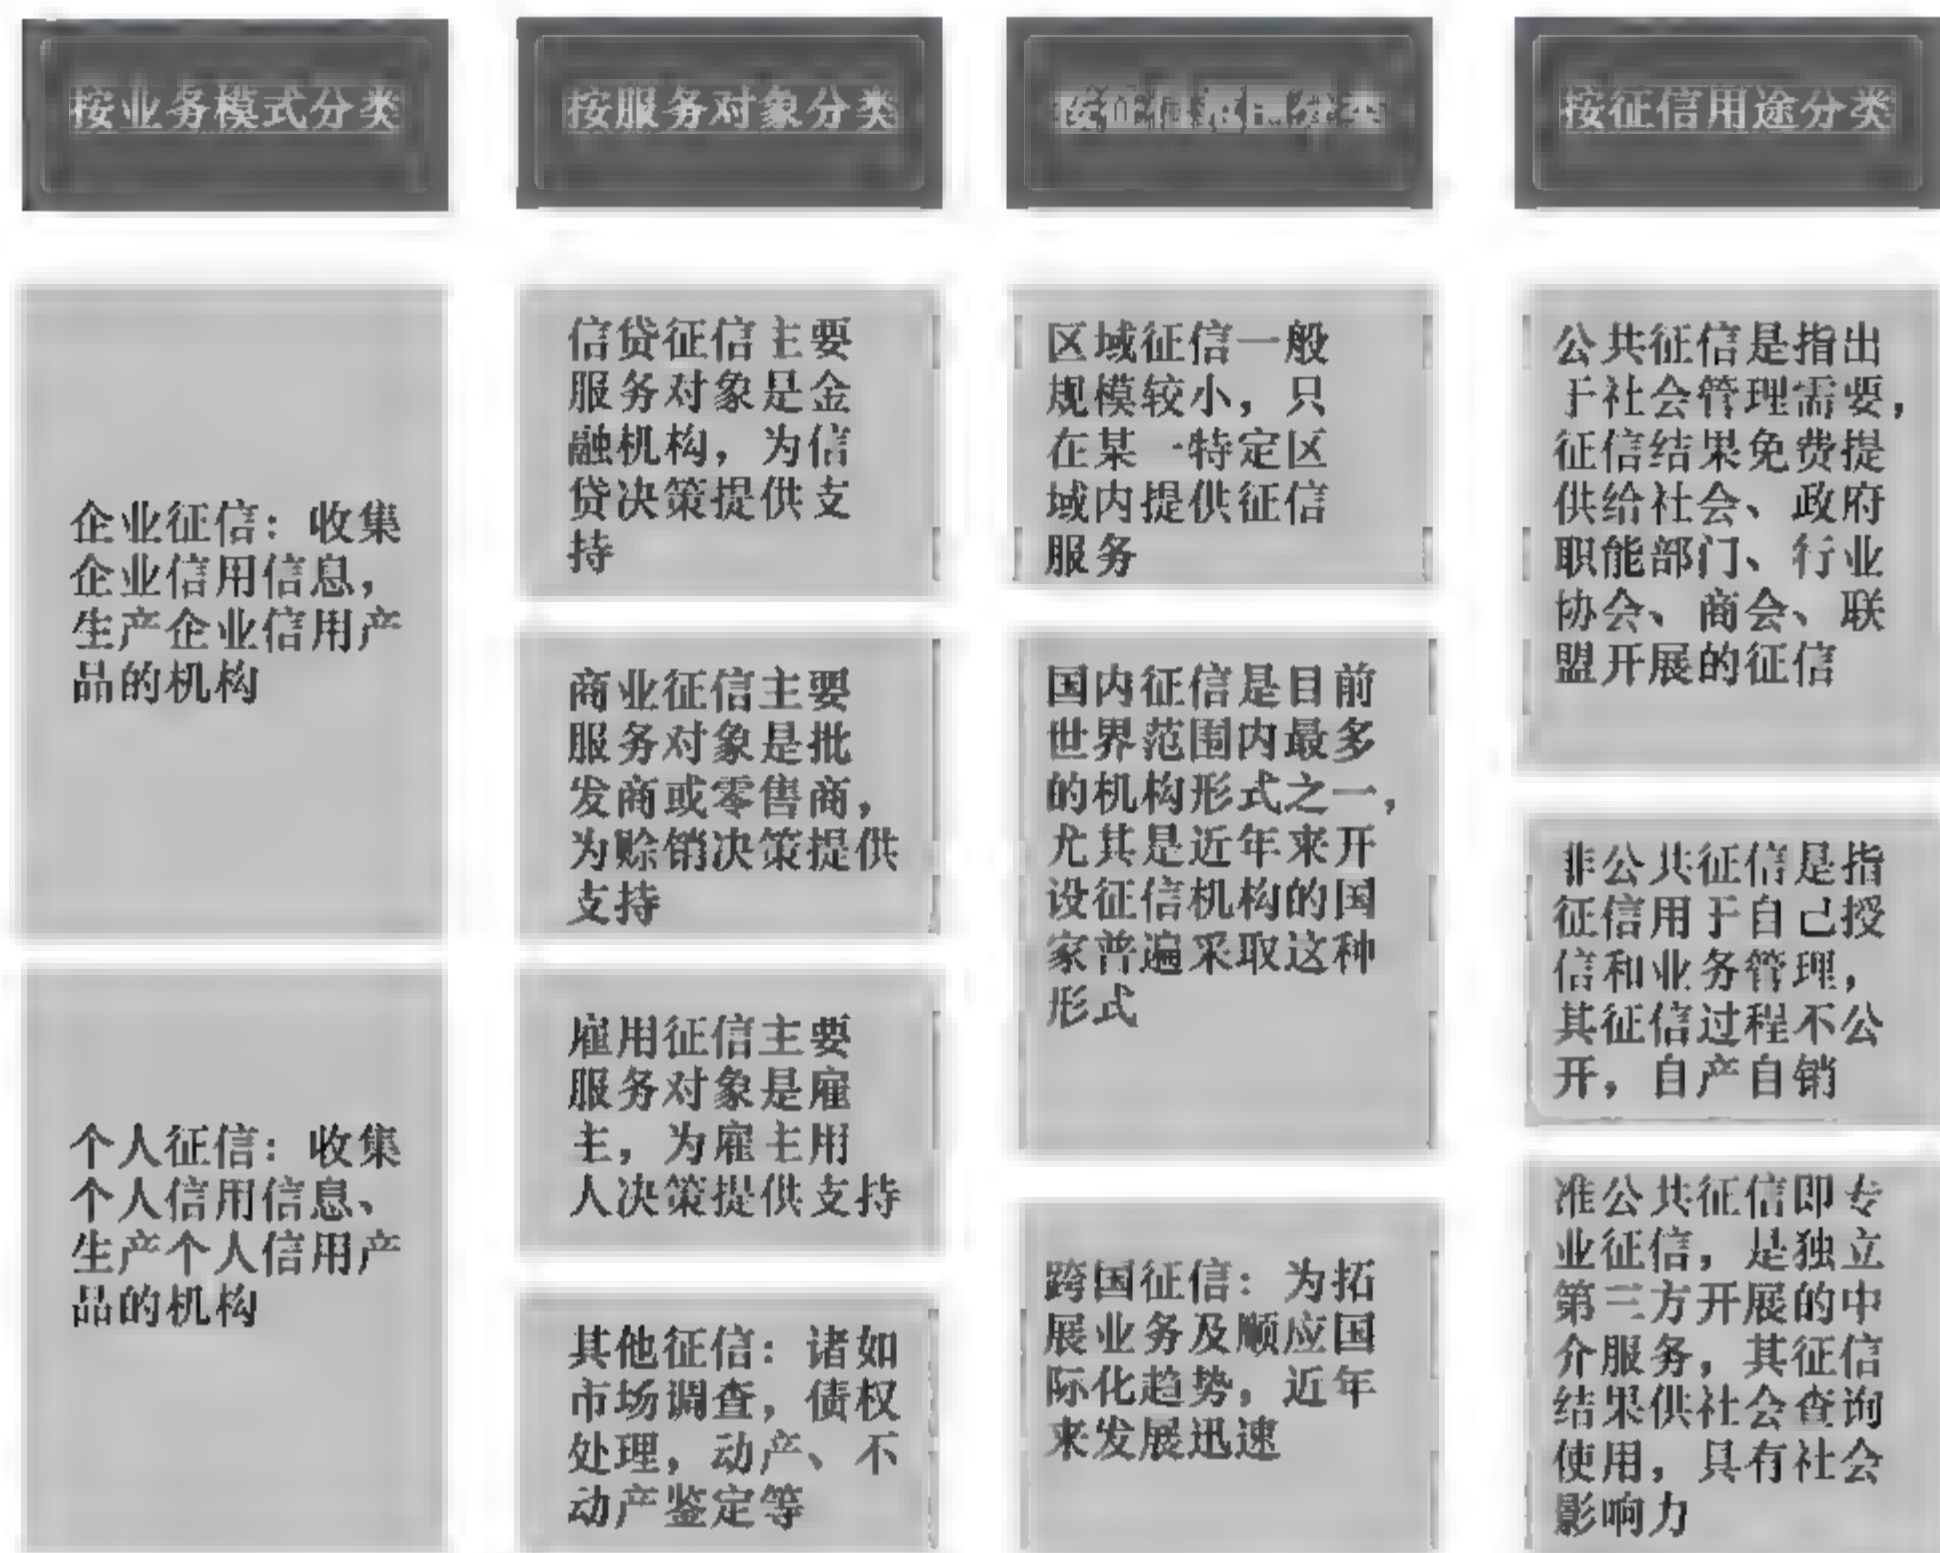 按业务模式分类
企业征信：收集
企业信用信息，
生产企业信用产
品的机构
个人征信：收集
个人信用信息、
生产个人信用产
品的机构
按服务对象分类
信贷征信主要
服务对象是金
融机构，为信
贷决策提供支
持
商业征信主要
服务对象是批
发商或零售商，
为赊销决策提供
支持
雇用征信主要
服务对象是雇
主，为雇主用
人决策提供支持
其他征信：诸如
市场调查，债权
处理，动产、不
动产鉴定等
按征信范围分类
区域征信一般
规模较小，只
在某一特定区
域内提供征信
服务
国内征信是目前
世界范围内最多
的机构形式之一，
尤其是近年来开
设征信机构的国
家普遍采取这种
形式
跨国征信：为拓
展业务及顺应国
际化趋势，近年
来发展迅速
按征信用途分类
公共征信是指出
于社会管理需要，
征信结果免费提
供给社会、政府
职能部门、行业
协会、商会、联
盟开展的征信
非公共征信是指
征信用于自己授
信和业务管理，
其征信过程不公
开，自产自销
准公共征信即专
业征信，是独立
第三方开展的中
介服务，其征信
结果供社会查询
使用，具有社会
影响力